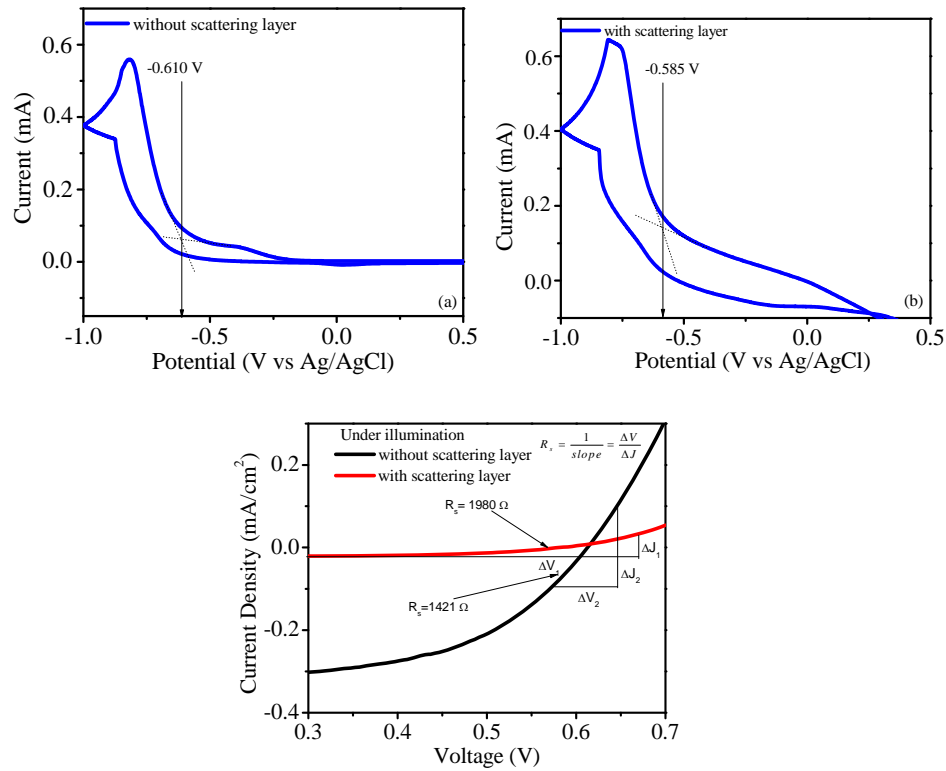 without scattering layer
-0.610 V
0.6
0.4
0.2
0.0
Current (mA)
(a)
-1.0 -0.5 0.0 0.5
Potential (V vs Ag/AgCl)
with scattering layer
-0.585 V
0.6
0.4
0.2
0.0
Current (mA)
(b)
-1.0 -0.5 0.0 0.5
Potential (V vs Ag/AgCl)
Under illumination
without scattering layer
with scattering layer
R_s = 1/slope = ΔV/ΔJ
R_s= 1980 Ω
R_s=1421 Ω
ΔV_1
ΔJ_1
ΔV_2
ΔJ_2
0.2
0.0
-0.2
-0.4
Current Density (mA/cm²)
0.3 0.4 0.5 0.6 0.7
Voltage (V)